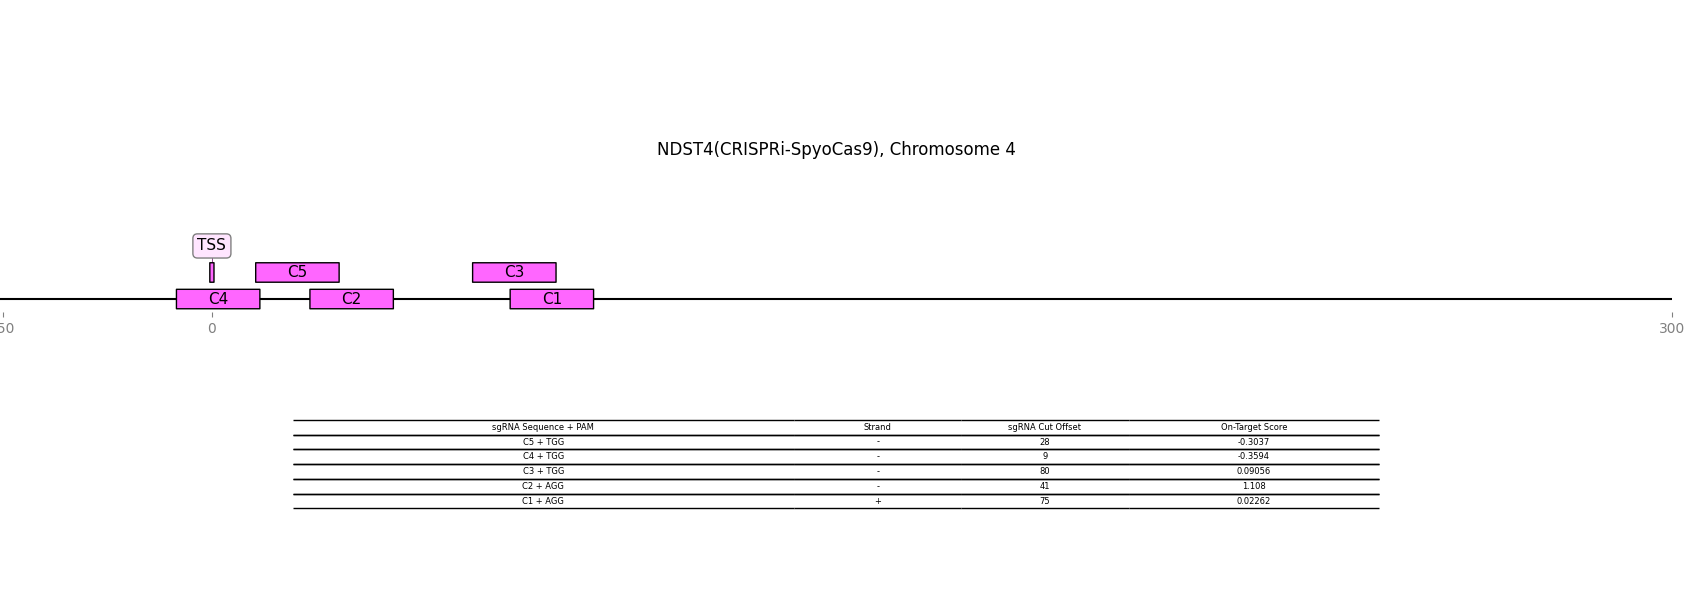 NDST4(CRISPRi-SpyoCas9), Chromosome 4
TSS
C5 C3
C4 C2 C1
50 0 300
sgRNA Sequence + PAM Strand sgRNA Cut Offset On-Target Score
C5 + TGG - 28 -0.3037
C4 + TGG - 9 -0.3594
C3 + TGG - 80 0.09056
C2 + AGG - 41 1.108
C1 + AGG + 75 0.02262